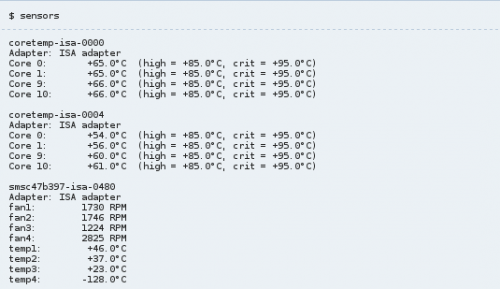 $ sensors
coretemp-isa-0000
Adapter: ISA adapter
Core 0: +65.0°C (high = +85.0°C, crit = +95.0°C)
Core 1: +65.0°C (high = +85.0°C, crit = +95.0°C)
Core 9: +66.0°C (high = +85.0°C, crit = +95.0°C)
Core 10: +66.0°C (high = +85.0°C, crit = +95.0°C)
coretemp-isa-0004
Adapter: ISA adapter
Core 0: +54.0°C (high = +85.0°C, crit = +95.0°C)
Core 1: +56.0°C (high = +85.0°C, crit = +95.0°C)
Core 9: +60.0°C (high = +85.0°C, crit = +95.0°C)
Core 10: +61.0°C (high = +85.0°C, crit = +95.0°C)
smsc47b397-isa-0480
Adapter: ISA adapter
fan1: 1730 RPM
fan2: 1746 RPM
fan3: 1224 RPM
fan4: 2825 RPM
temp1: +46.0°C
temp2: +37.0°C
temp3: +23.0°C
temp4: -128.0°C